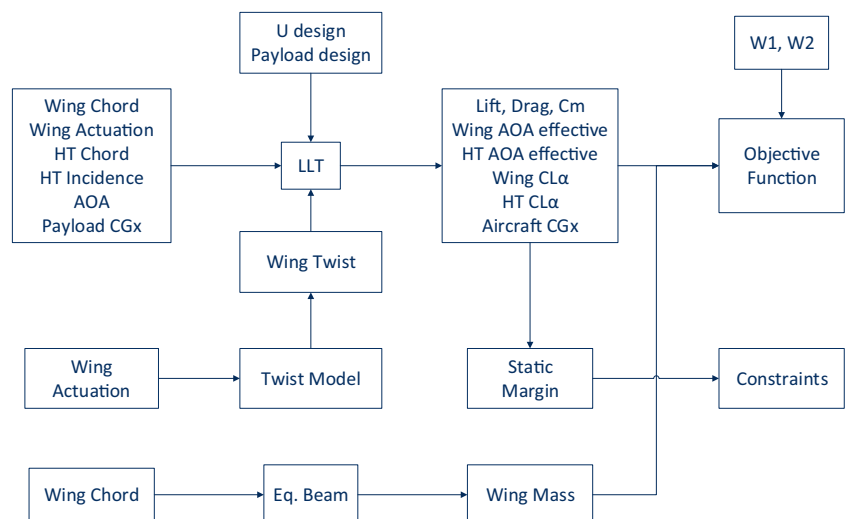 U design
Payload design
W1, W2
Wing Chord
Wing Actuation
HT Chord
HT Incidence
AOA
Payload CGx
LLT
Lift, Drag, Cm
Wing AOA effective
HT AOA effective
Wing CLα
HT CLα
Aircraft CGx
Objective
Function
Wing Twist
Wing
Actuation
Twist Model
Static
Margin
Constraints
Wing Chord
Eq. Beam
Wing Mass